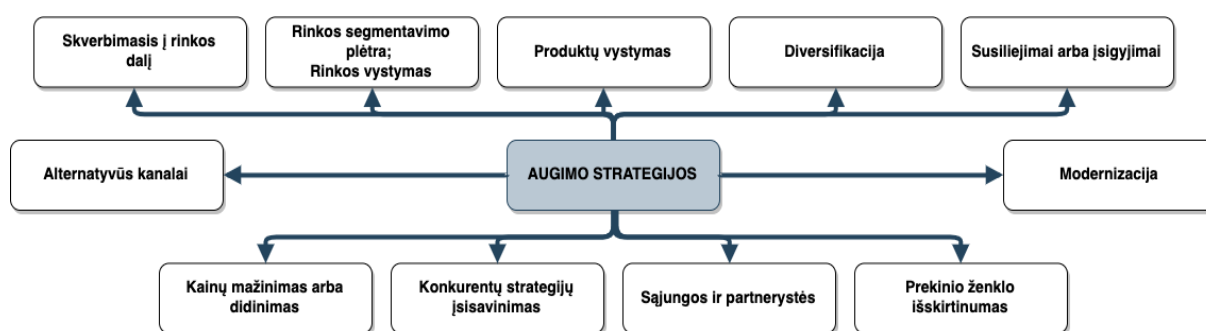 Skverbimasis į rinkos
dalį
Rinkos segmentavimo
plėtra;
Rinkos vystymas
Produktų vystymas
Diversifikacija
Susiliejimai arba įsigyjimai
Alternatyvūs kanalai
AUGIMO STRATEGIJOS
Modernizacija
Kainų mažinimas arba
didinimas
Konkurentų strategijų
įsisavinimas
Sąjungos ir partnerystės
Prekinio ženklo
išskirtinumas